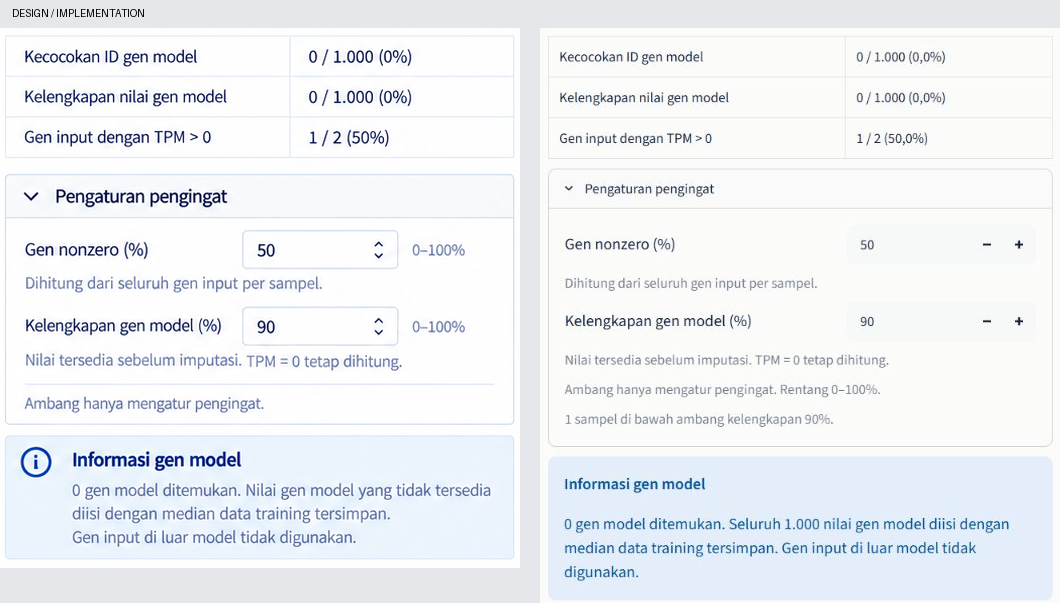 DESIGN / IMPLEMENTATION
Kecocokan ID gen model 0 / 1.000 (0%)
Kelengkapan nilai gen model 0 / 1.000 (0%)
Gen input dengan TPM > 0 1 / 2 (50%)
Pengaturan pengingat
Gen nonzero (%) 50 0–100%
Dihitung dari seluruh gen input per sampel.
Kelengkapan gen model (%) 90 0–100%
Nilai tersedia sebelum imputasi. TPM = 0 tetap dihitung.
Ambang hanya mengatur pengingat.
Informasi gen model
0 gen model ditemukan. Nilai gen model yang tidak tersedia
diisi dengan median data training tersimpan.
Gen input di luar model tidak digunakan.
Kecocokan ID gen model 0 / 1.000 (0,0%)
Kelengkapan nilai gen model 0 / 1.000 (0,0%)
Gen input dengan TPM > 0 1 / 2 (50,0%)
Pengaturan pengingat
Gen nonzero (%) 50 − +
Dihitung dari seluruh gen input per sampel.
Kelengkapan gen model (%) 90 − +
Nilai tersedia sebelum imputasi. TPM = 0 tetap dihitung.
Ambang hanya mengatur pengingat. Rentang 0–100%.
1 sampel di bawah ambang kelengkapan 90%.
Informasi gen model
0 gen model ditemukan. Seluruh 1.000 nilai gen model diisi dengan
median data training tersimpan. Gen input di luar model tidak
digunakan.